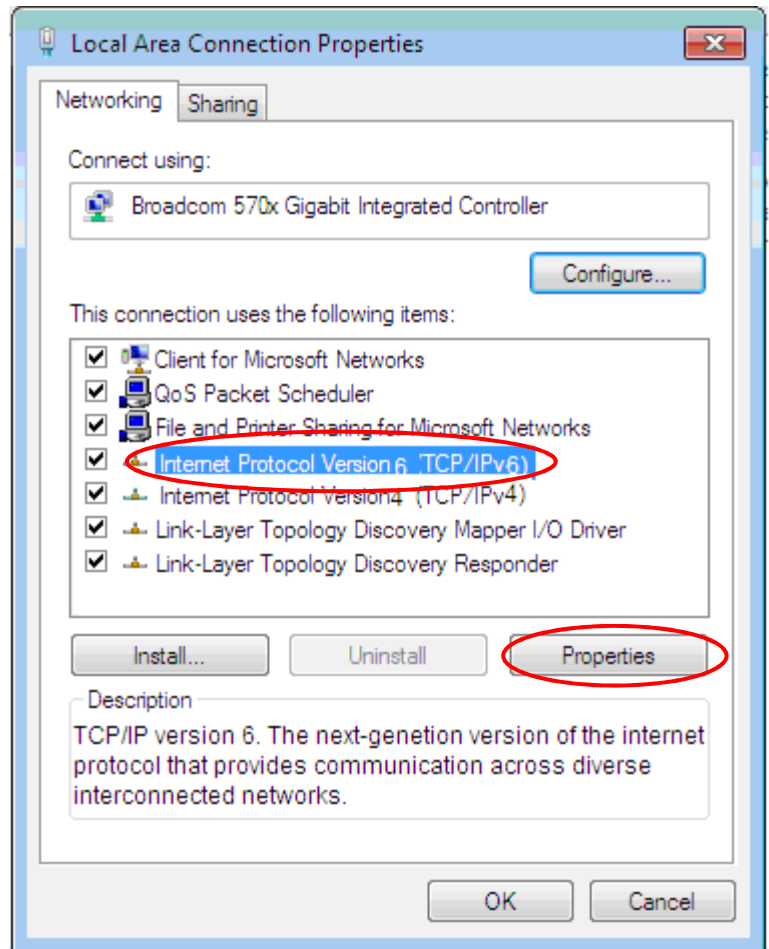 Local Area Connection Properties
Networking
Sharing
Connect using:
Broadcom 570x Gigabit Integrated Controller
Configure...
This connection uses the following items:
Client for Microsoft Networks
QoS Packet Scheduler
File and Printer Sharing for Microsoft Networks
Internet Protocol Version 6 (TCP/IPv6)
Internet Protocol Version4 (TCP/IPv4)
Link-Layer Topology Discovery Mapper I/O Driver
Link-Layer Topology Discovery Responder
Install...
Uninstall
Properties
Description
TCP/IP version 6. The next-genetion version of the internet
protocol that provides communication across diverse
interconnected networks.
OK
Cancel